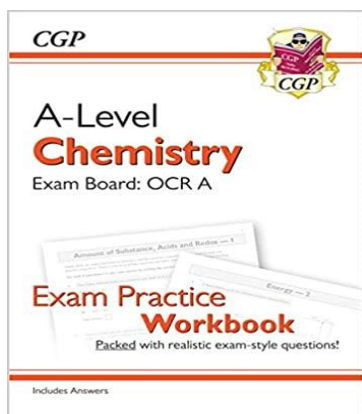 CGP
CGP
CGP
A-Level
Chemistry
Exam Board: OCR A
Amount of Substance, Acids and Redox — 1
Energy — 2
Exam Practice
Workbook
Packed with realistic exam-style questions!
Includes Answers